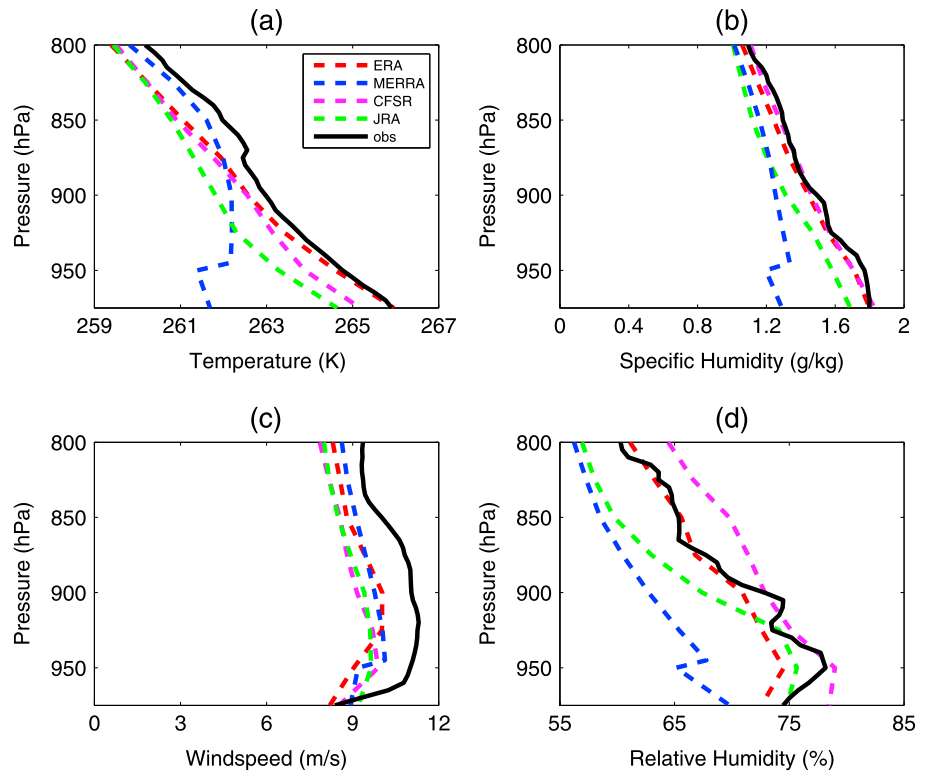 (a)
800
850
900
950
Pressure (hPa)
259
261
263
265
267
Temperature (K)
ERA
MERRA
CFSR
JRA
obs
(b)
800
850
900
950
Pressure (hPa)
0
0.4
0.8
1.2
1.6
2
Specific Humidity (g/kg)
(c)
800
850
900
950
Pressure (hPa)
0
3
6
9
12
Windspeed (m/s)
(d)
800
850
900
950
Pressure (hPa)
55
65
75
85
Relative Humidity (%)